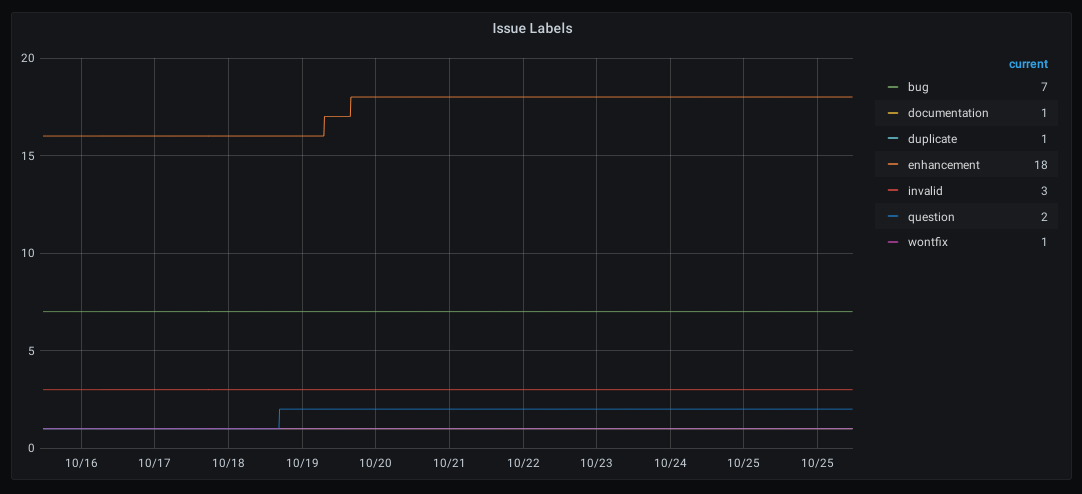 Issue Labels
20
15
10
5
0
10/16 10/17 10/18 10/19 10/20 10/21 10/22 10/23 10/24 10/25 10/25
current
bug 7
documentation 1
duplicate 1
enhancement 18
invalid 3
question 2
wontfix 1